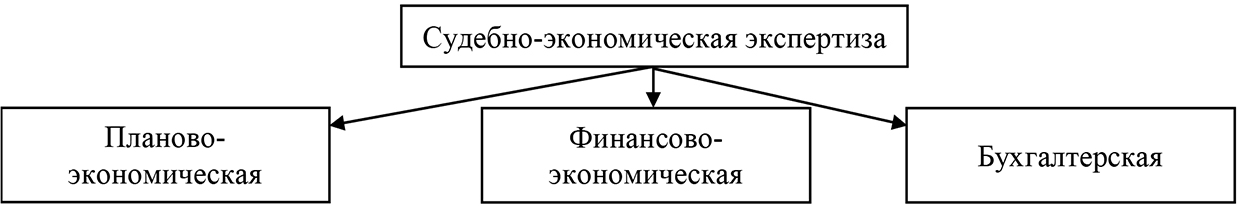 Судебно-экономическая экспертиза
Планово-
экономическая
Финансово-
экономическая
Бухгалтерская